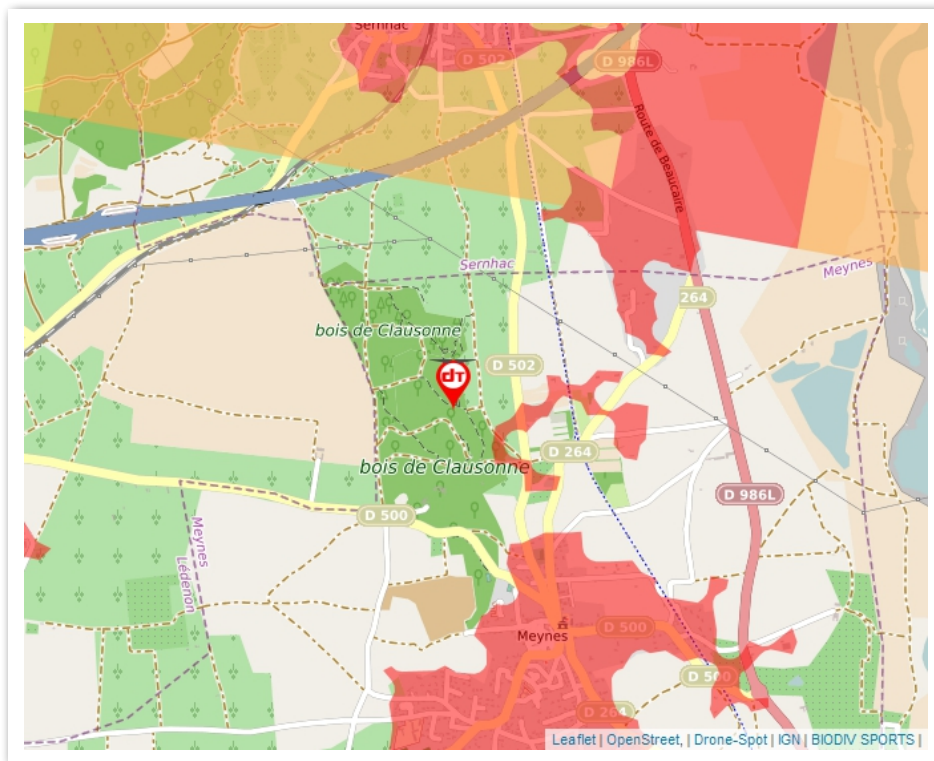 Sernhac
D 502
D 986L
Route de Beaucaire
Sernhac
Meynes
264
bois de Clausonne
dT
D 502
bois de Clausonne
D 264
D 986L
D 500
Meynes
Lédenon
Meynes
D 500
D 500
D 264
Leaflet | OpenStreet, | Drone-Spot | IGN | BIODIV SPORTS |